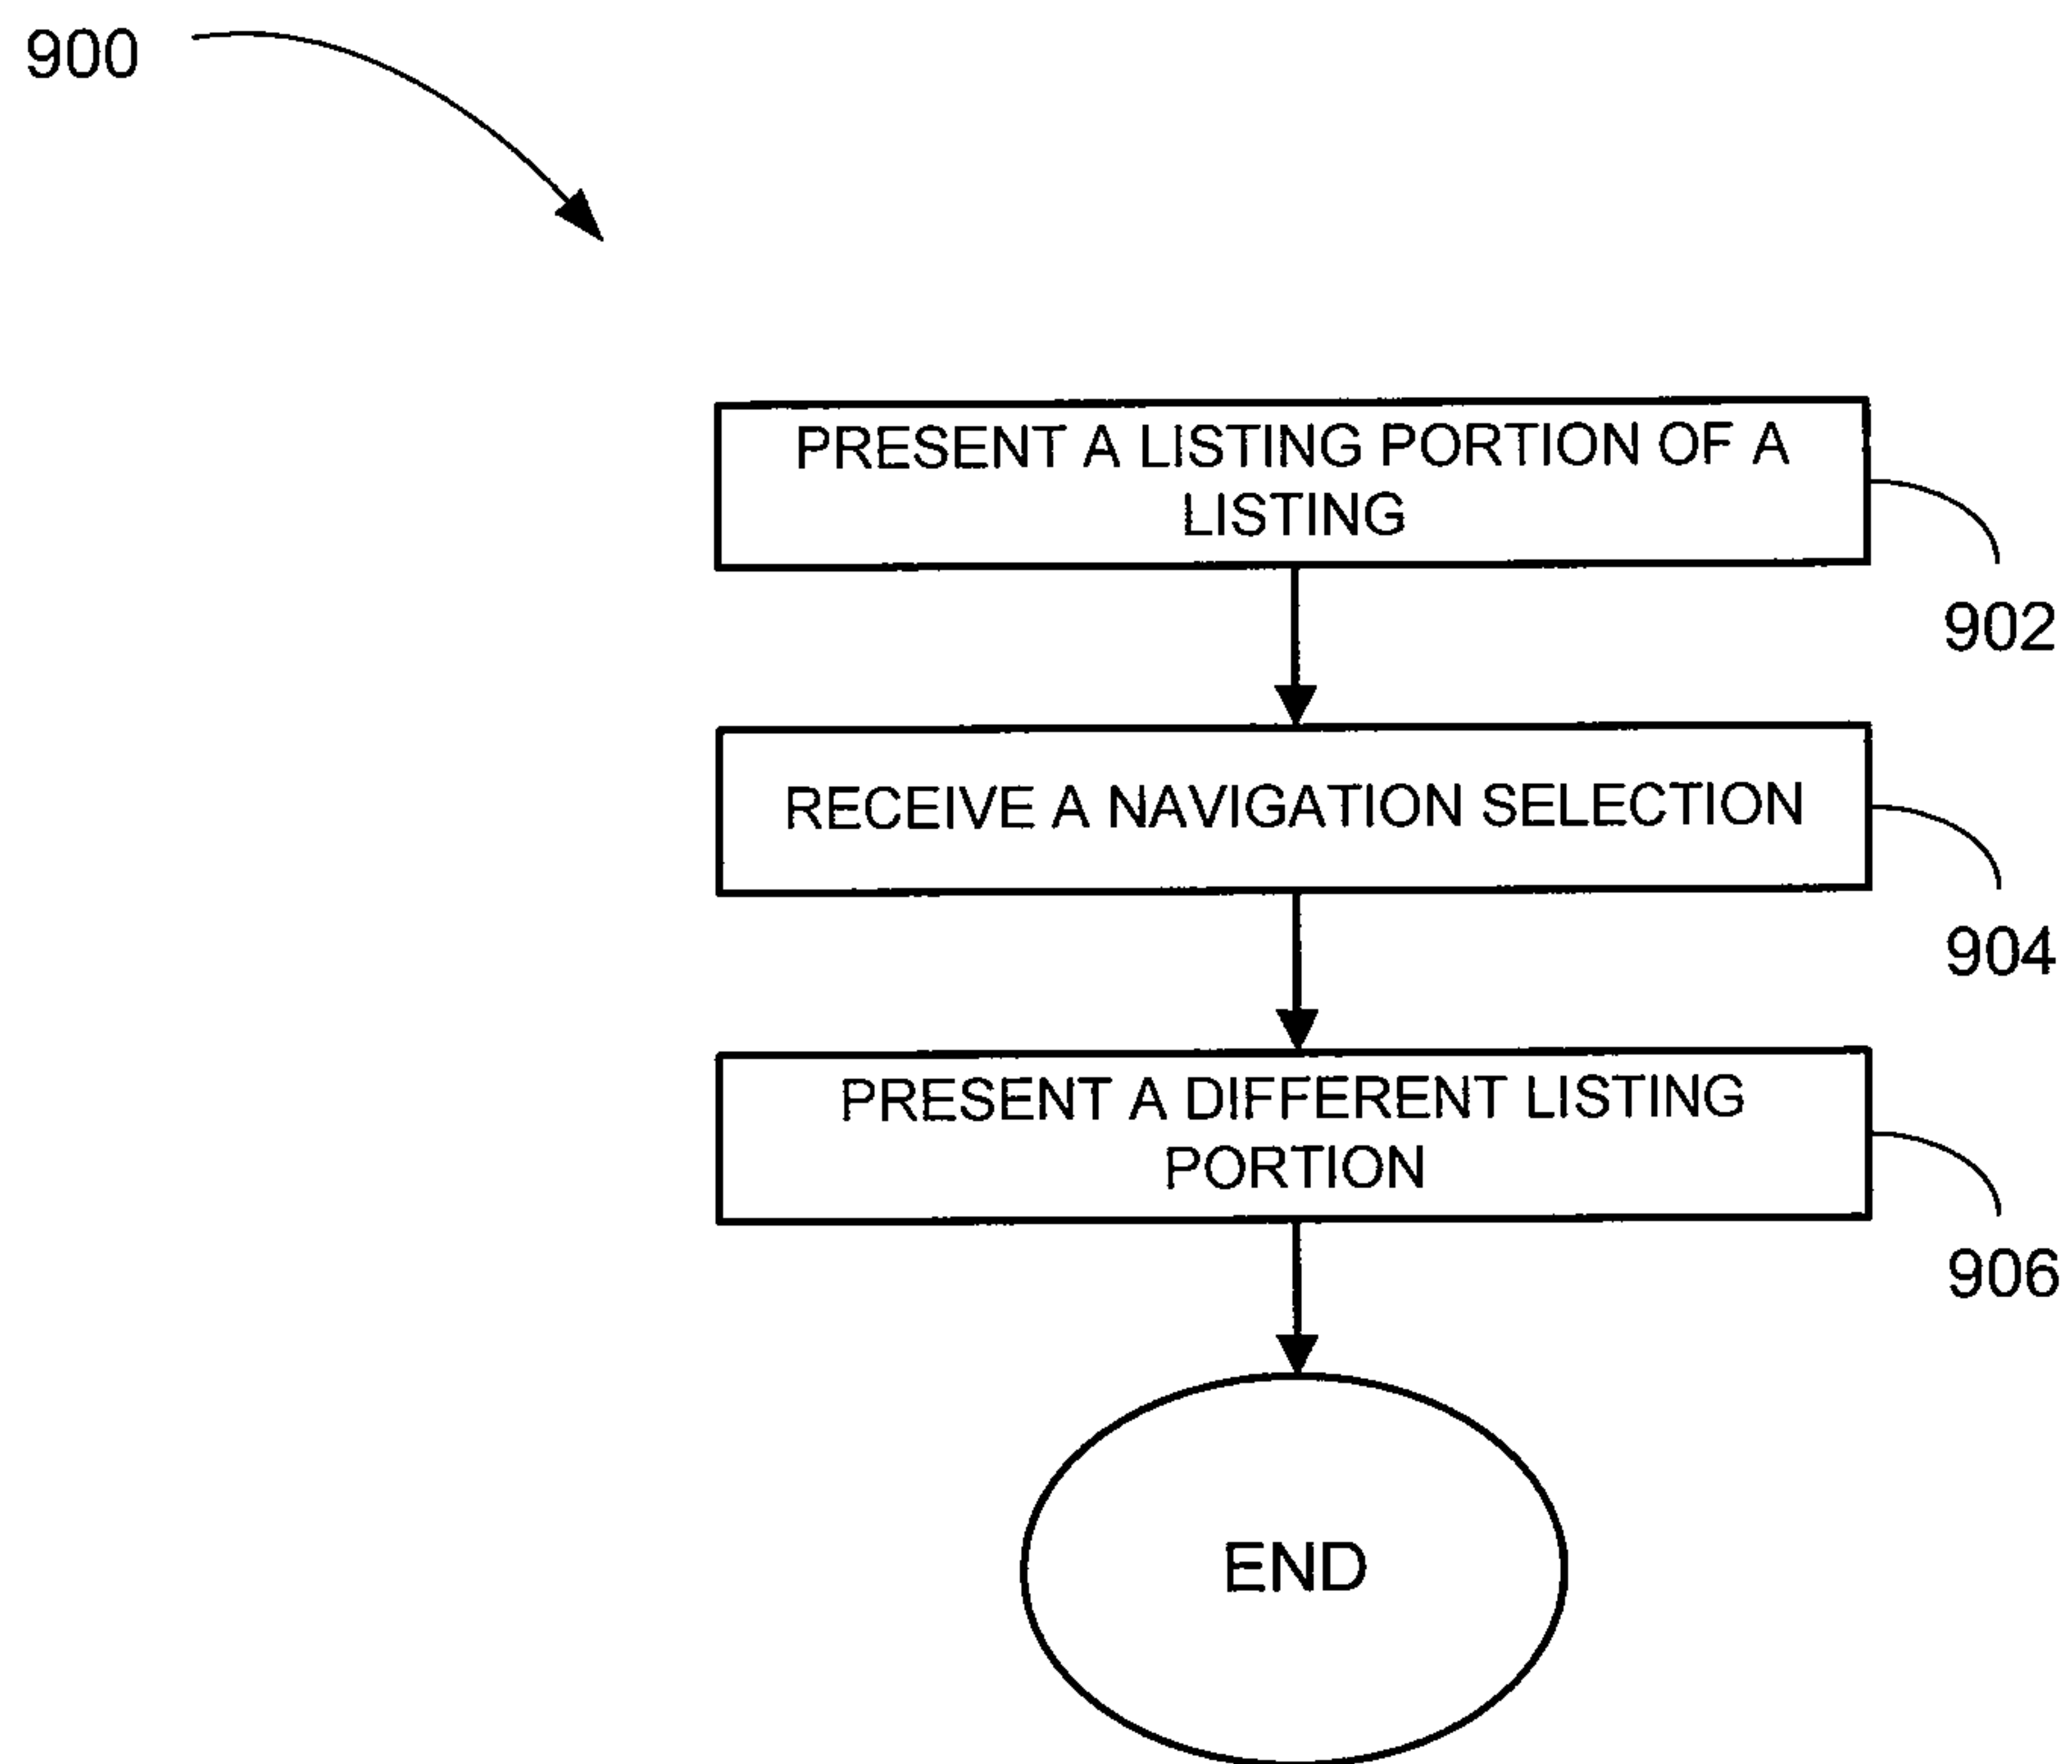 900
PRESENT A LISTING PORTION OF A
LISTING
902
RECEIVE A NAVIGATION SELECTION
904
PRESENT A DIFFERENT LISTING
PORTION
906
END